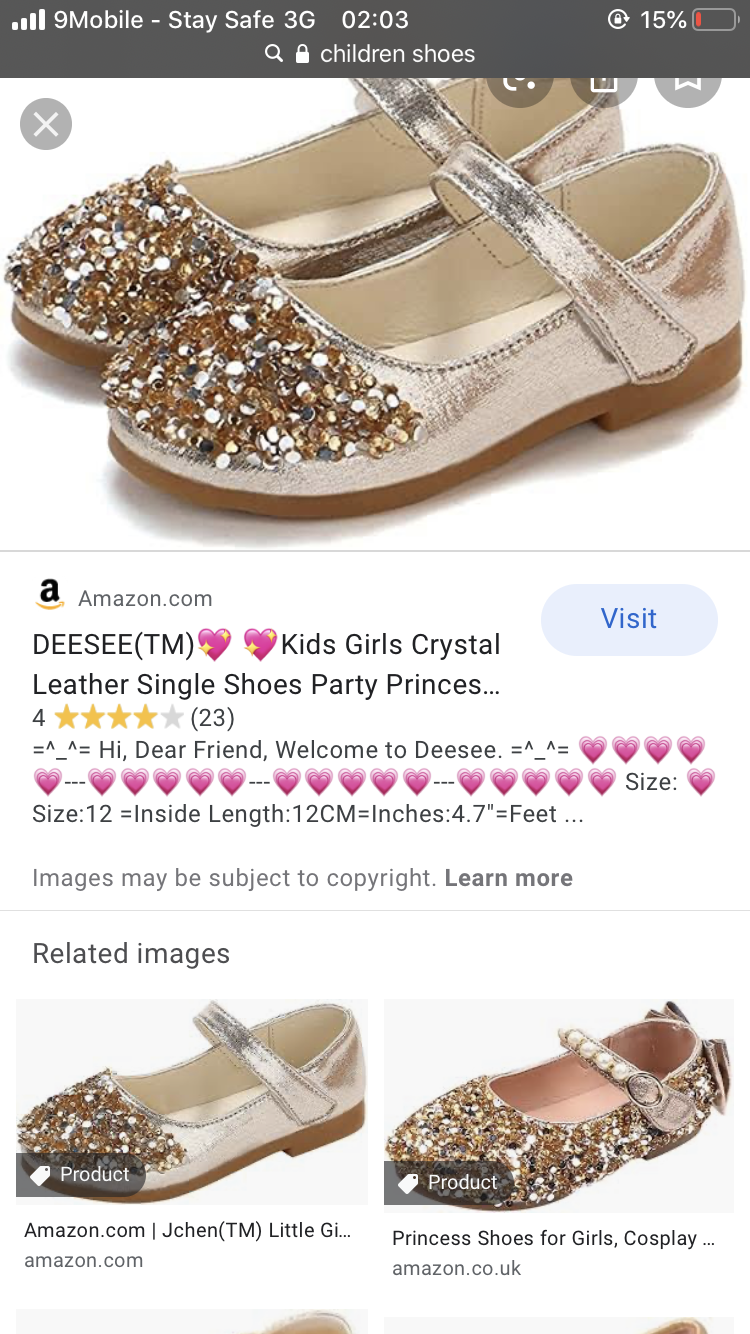 9Mobile - Stay Safe 3G 02:03 15%
children shoes
a Amazon.com
Visit
DEESEE(TM)💖 💖Kids Girls Crystal
Leather Single Shoes Party Princes...
4 ⭐⭐⭐⭐ (23)
=^_^= Hi, Dear Friend, Welcome to Deesee. =^_^= 💗💗💗💗
💗---💗💗💗💗💗---💗💗💗💗💗---💗💗💗💗💗 Size: 💗
Size:12 =Inside Length:12CM=Inches:4.7"=Feet ...
Images may be subject to copyright. Learn more
Related images
Product
Amazon.com | Jchen(TM) Little Gi...
amazon.com
Product
Princess Shoes for Girls, Cosplay ...
amazon.co.uk